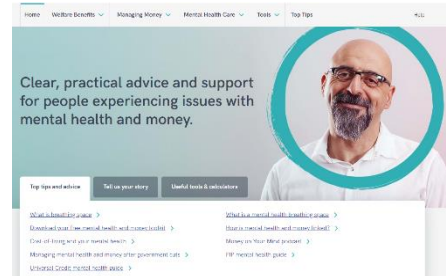 Home Welfare Benefits Managing Money Mental Health Care Tools Top Tips
Clear, practical advice and support
for people experiencing issues with
mental health and money.
Top tips and advice Tell us your story Useful tools & calculators
What is breathing space What is a mental health breathing space
Download your free mental health and money toolkit How is mental health and money linked?
Cost-of-living and your mental health Money on Your Mind podcast
Managing mental health and money after government cuts PIP mental health guide
Universal Credit mental health guide